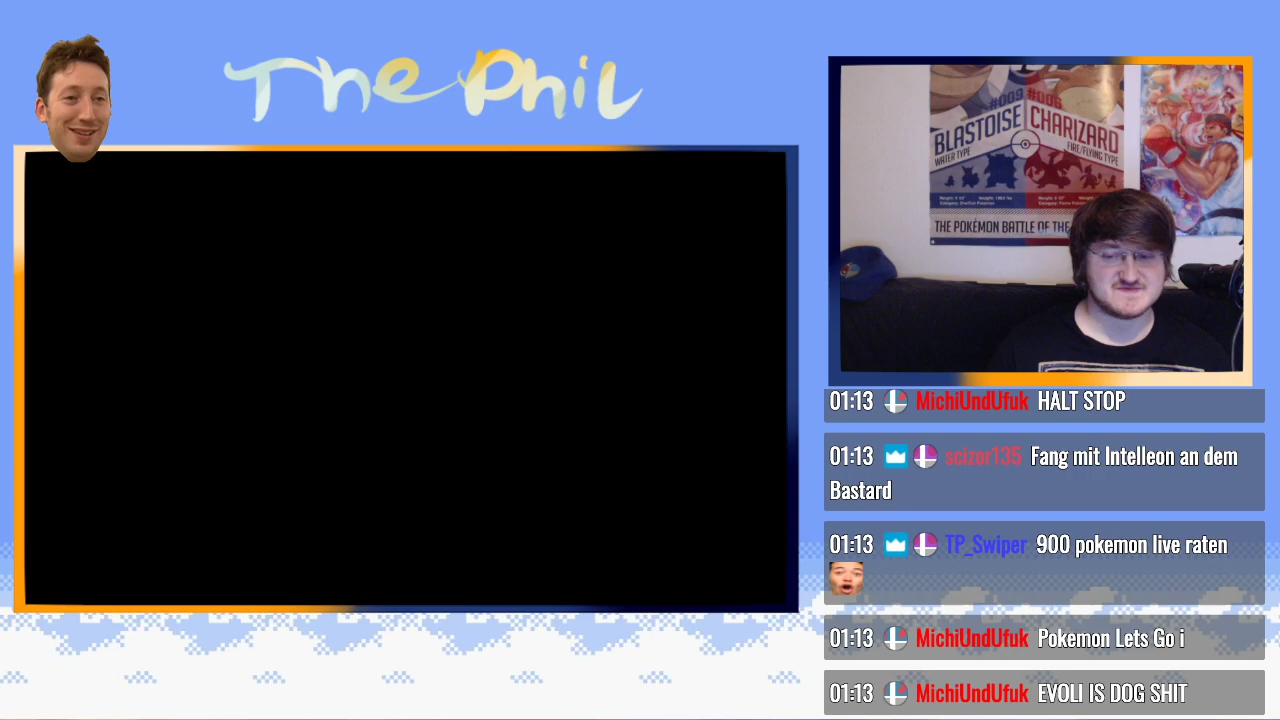 The Phil
#009 #006
BLASTOISE CHARIZARD
WATER TYPE FIRE/FLYING TYPE
THE POKÉMON BATTLE OF THE
01:13 MichiUndUfuk HALT STOP
01:13 scizor135 Fang mit Intelleon an dem
Bastard
01:13 TP_Swiper 900 pokemon live raten
01:13 MichiUndUfuk Pokemon Lets Go i
01:13 MichiUndUfuk EVOLI IS DOG SHIT